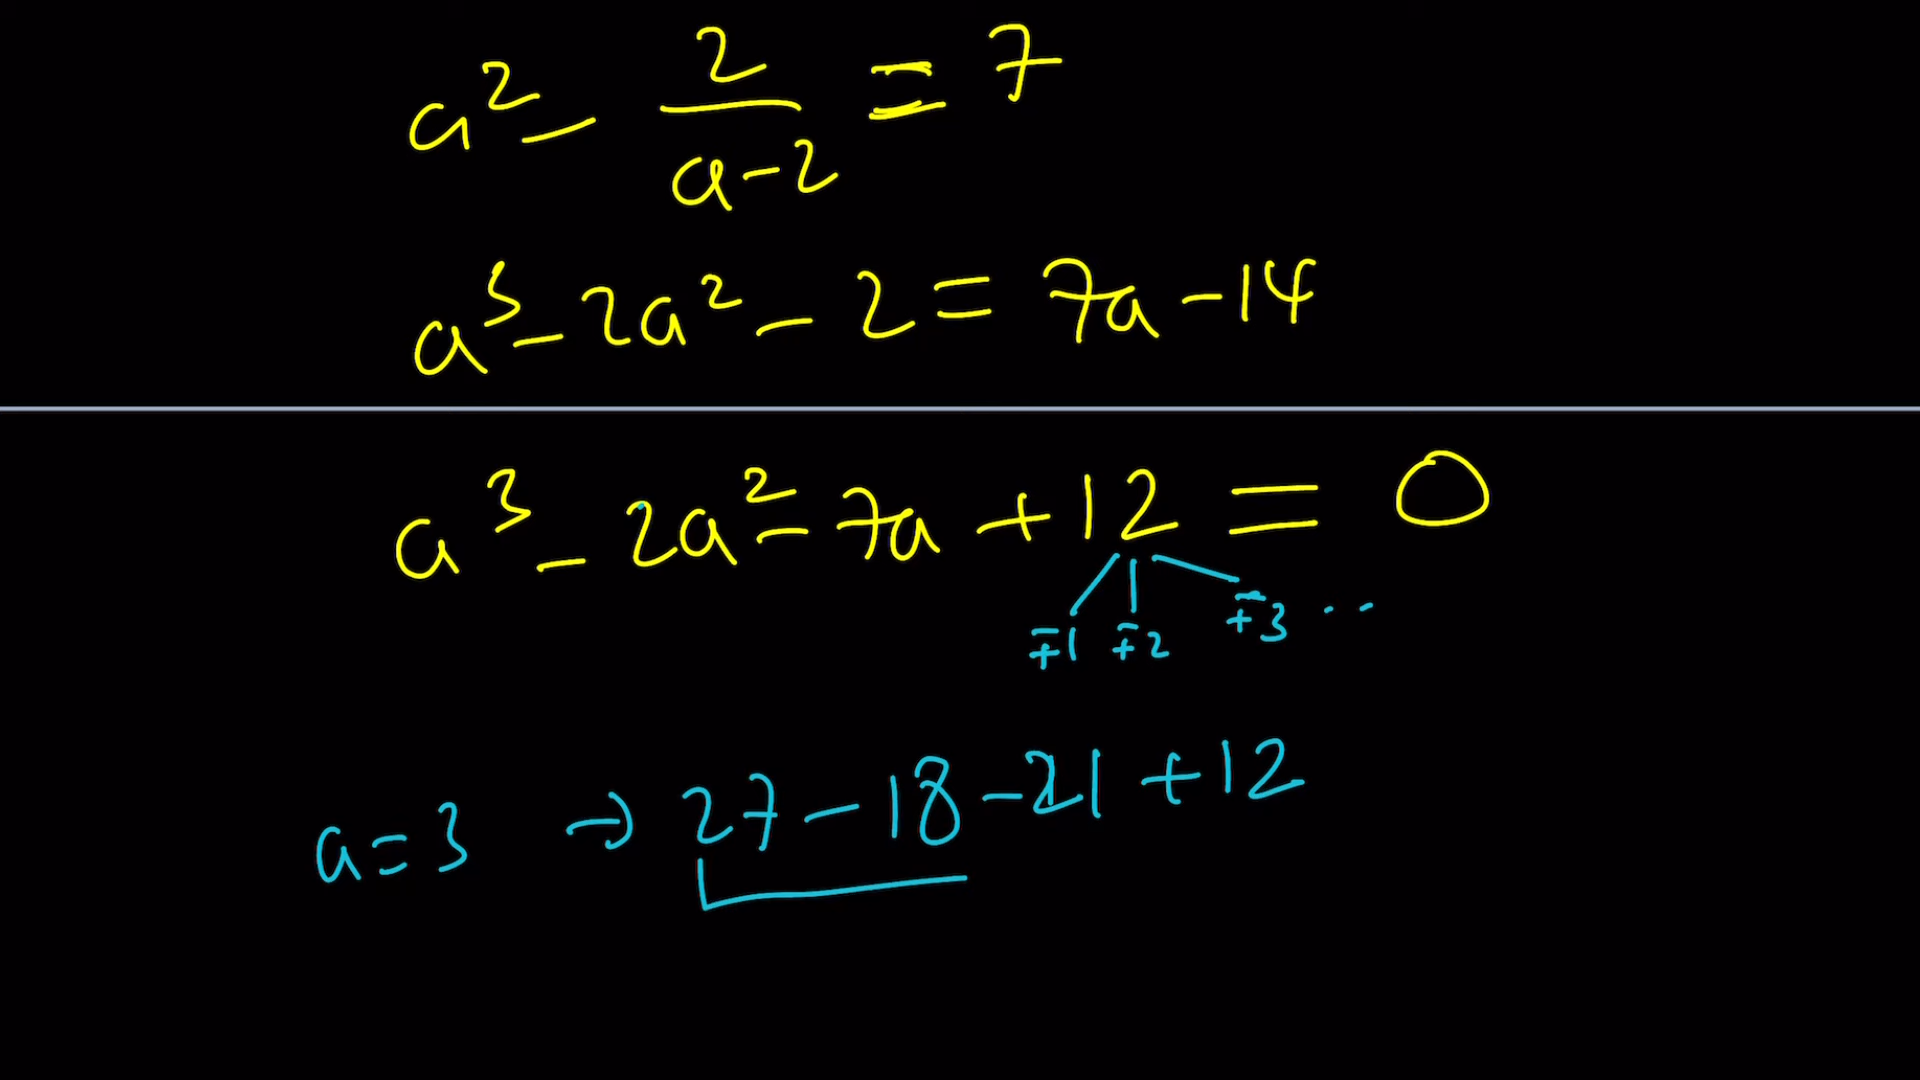 a² - 2/(a-2) = 7
a³ - 2a² - 2 = 7a - 14
a³ - 2a² - 7a + 12 = 0
∓1 ∓2 ∓3 ..
a = 3 → 27 - 18 - 21 + 12